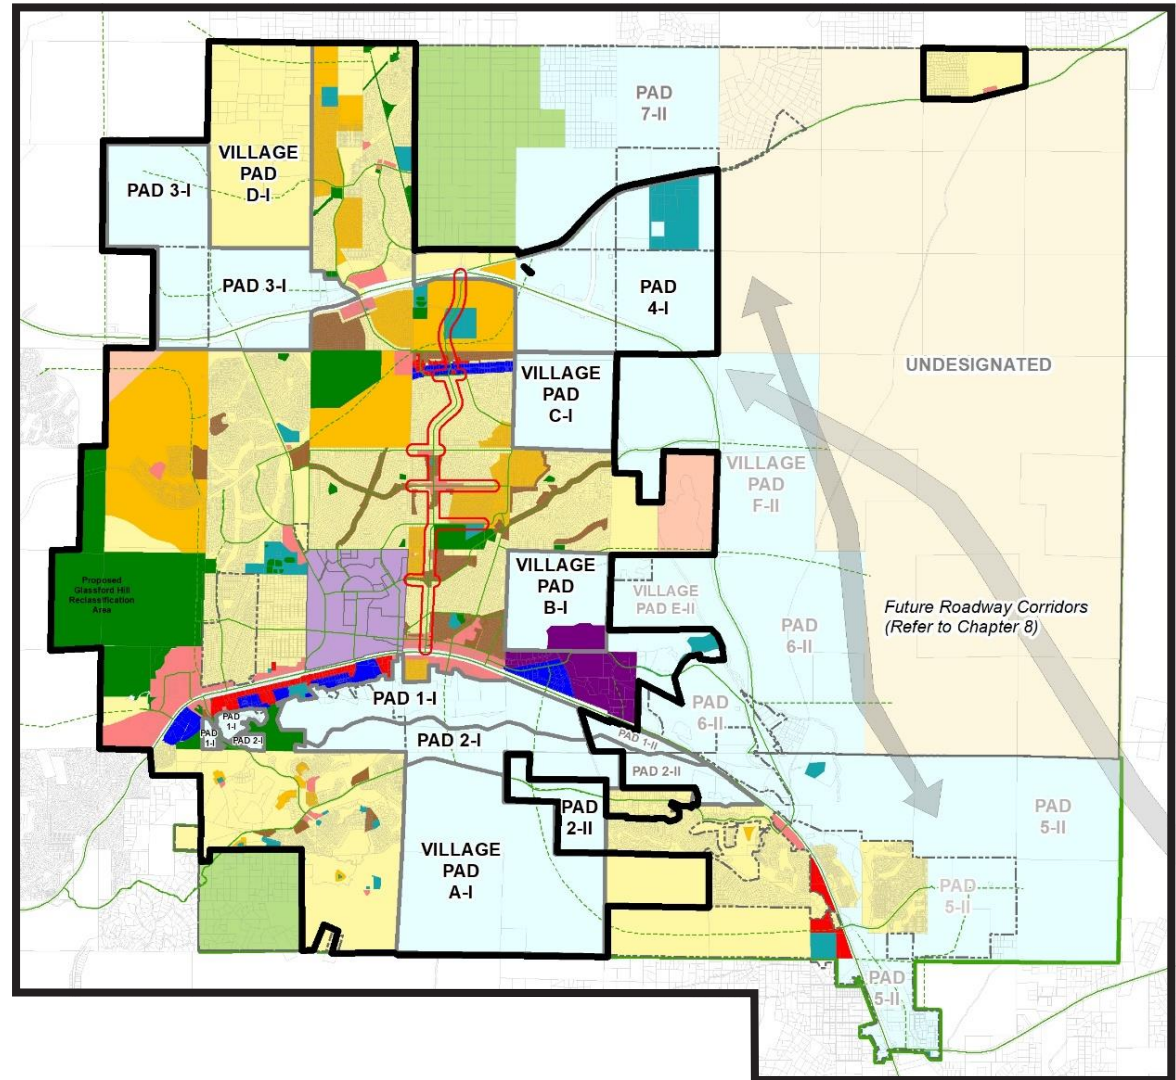 PAD
7-II
VILLAGE
PAD
D-I
PAD 3-I
PAD 3-I
PAD
4-I
UNDESIGNATED
VILLAGE
PAD
C-I
VILLAGE
PAD
F-II
Proposed
Glassford Hill
Reclassification
Area
VILLAGE
PAD
B-I
VILLAGE
PAD E-II
PAD
6-II
Future Roadway Corridors
(Refer to Chapter 8)
PAD 1-I
PAD
6-II
PAD
1-I
PAD
1-I
PAD 2-I
PAD 2-I
PAD 1-II
PAD 2-II
PAD
2-II
PAD
5-II
VILLAGE
PAD
A-I
PAD
5-II
PAD
5-II